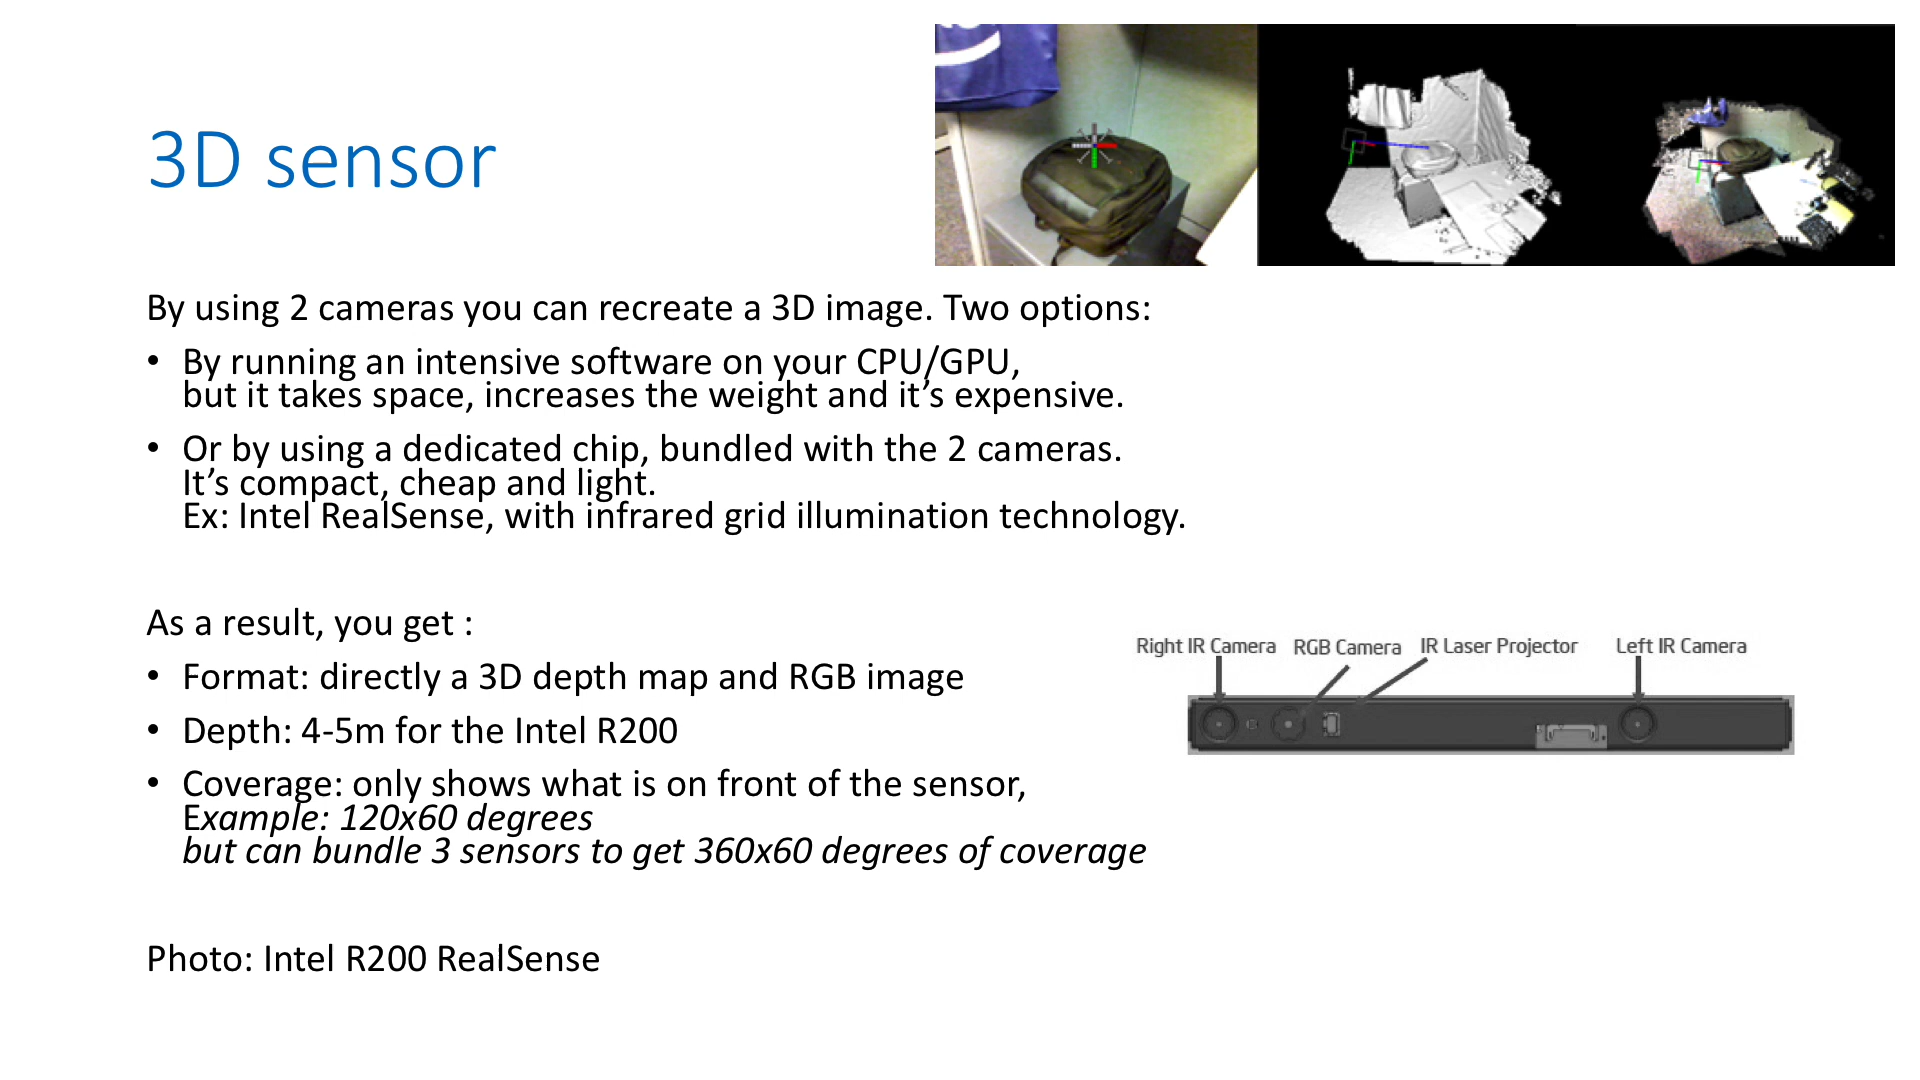 3D sensor
By using 2 cameras you can recreate a 3D image. Two options:
• By running an intensive software on your CPU/GPU,
but it takes space, increases the weight and it’s expensive.
• Or by using a dedicated chip, bundled with the 2 cameras.
It’s compact, cheap and light.
Ex: Intel RealSense, with infrared grid illumination technology.
As a result, you get :
• Format: directly a 3D depth map and RGB image
• Depth: 4-5m for the Intel R200
• Coverage: only shows what is on front of the sensor,
Example: 120x60 degrees
but can bundle 3 sensors to get 360x60 degrees of coverage
Right IR Camera RGB Camera IR Laser Projector Left IR Camera
Photo: Intel R200 RealSense